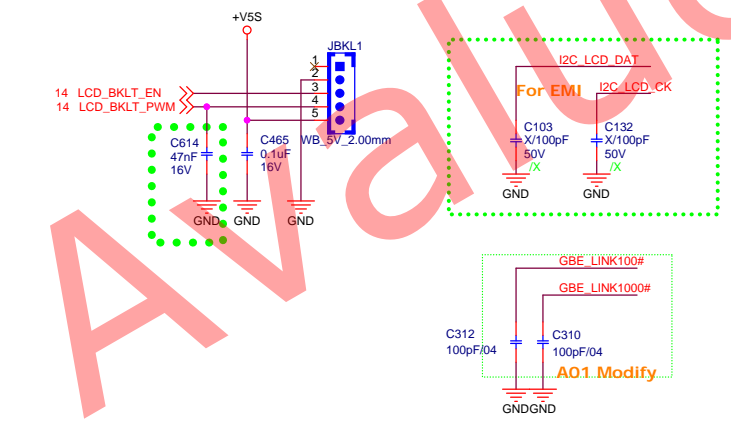 +V5S
JBKL1
1
2
3
4
5
14 LCD_BKLT_EN
14 LCD_BKLT_PWM
WB_5V_2.00mm
C614
47nF
16V
C465
0.1uF
16V
GND
GND
GND
I2C_LCD_DAT
For EMI
I2C_LCD_CK
C103
X/100pF
50V
/X
C132
X/100pF
50V
/X
GND
GND
GBE_LINK100#
GBE_LINK1000#
C312
100pF/04
C310
100pF/04
A01 Modify
GND
GND
Avalue